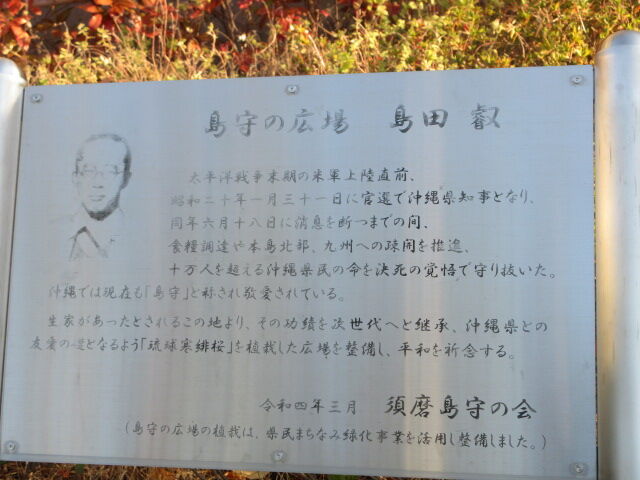 島守の広場 島田 叡
太平洋戦争末期の米軍上陸直前、
昭和二十年一月三十一日に官選で沖縄県知事となり、
同年六月十八日に消息を断つまでの間、
食糧調達や本島北部、九州への疎開を推進、
十万人を超える沖縄県民の命を決死の覚悟で守り抜いた。
沖縄では現在も「島守」と称され敬愛されている。
生家があったとされるこの地より、その功績を次世代へと継承、沖縄県との
友愛の一樹となるよう「琉球寒緋桜」を植栽した広場を整備し、平和を祈念する。
令和四年三月 須磨島守の会
（島守の広場の植栽は、県民まちなみ緑化事業を活用し整備しました。）